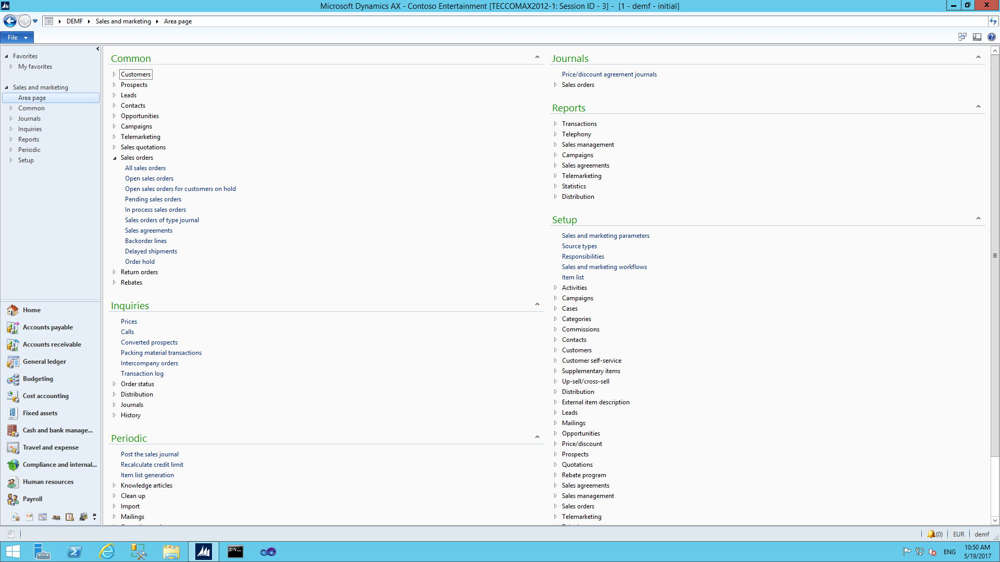 Microsoft Dynamics AX - Contoso Entertainment [TECCOMAX2012-1: Session ID - 3] - [1 - demf - initial]
DEMF Sales and marketing Area page
File
Favorites
My favorites
Sales and marketing
Area page
Common
Journals
Inquiries
Reports
Periodic
Setup
Home
Accounts payable
Accounts receivable
General ledger
Budgeting
Cost accounting
Fixed assets
Cash and bank manage...
Travel and expense
Compliance and internal...
Human resources
Payroll
Common
Customers
Prospects
Leads
Contacts
Opportunities
Campaigns
Telemarketing
Sales quotations
Sales orders
All sales orders
Open sales orders
Open sales orders for customers on hold
Pending sales orders
In process sales orders
Sales orders of type journal
Sales agreements
Backorder lines
Delayed shipments
Order hold
Return orders
Rebates
Inquiries
Prices
Calls
Converted prospects
Packing material transactions
Intercompany orders
Transaction log
Order status
Distribution
Journals
History
Periodic
Post the sales journal
Recalculate credit limit
Item list generation
Knowledge articles
Clean up
Import
Mailings
Journals
Price/discount agreement journals
Sales orders
Reports
Transactions
Telephony
Sales management
Campaigns
Sales agreements
Telemarketing
Statistics
Distribution
Setup
Sales and marketing parameters
Source types
Responsibilities
Sales and marketing workflows
Item list
Activities
Campaigns
Cases
Categories
Commissions
Contacts
Customers
Customer self-service
Supplementary items
Up-sell/cross-sell
Distribution
External item description
Leads
Mailings
Opportunities
Price/discount
Prospects
Quotations
Rebate program
Sales agreements
Sales management
Sales orders
Telemarketing
(0) EUR demf
ENG
10:50 AM
5/19/2017